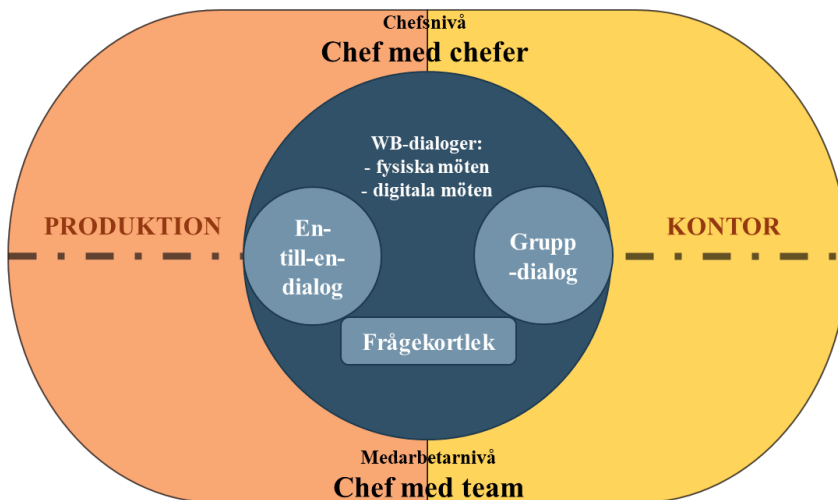 Chefsnivå
Chef med chefer
WB-dialoger:
- fysiska möten
- digitala möten
PRODUKTION
En-
till-en-
dialog
Grupp
-dialog
KONTOR
Frågekortlek
Medarbetarnivå
Chef med team